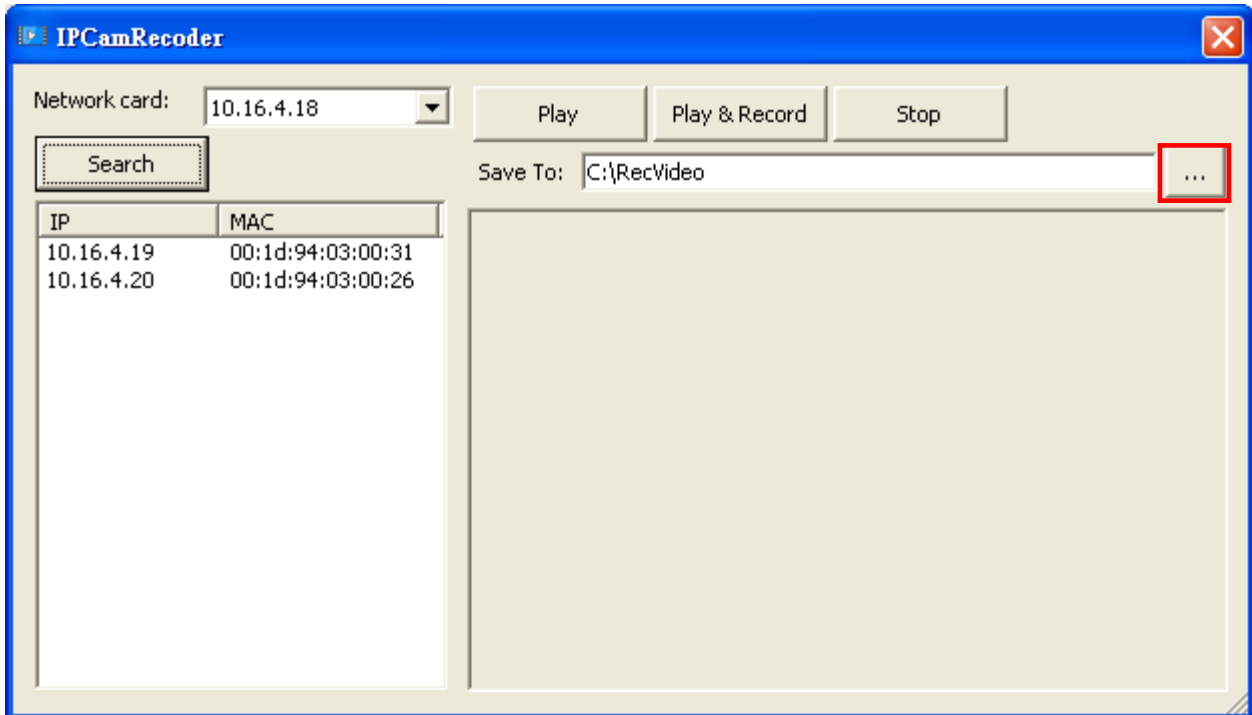 IPCamRecoder
Network card: 10.16.4.18
Play
Play & Record
Stop
Search
Save To: C:\RecVideo
...
IP MAC
10.16.4.19 00:1d:94:03:00:31
10.16.4.20 00:1d:94:03:00:26